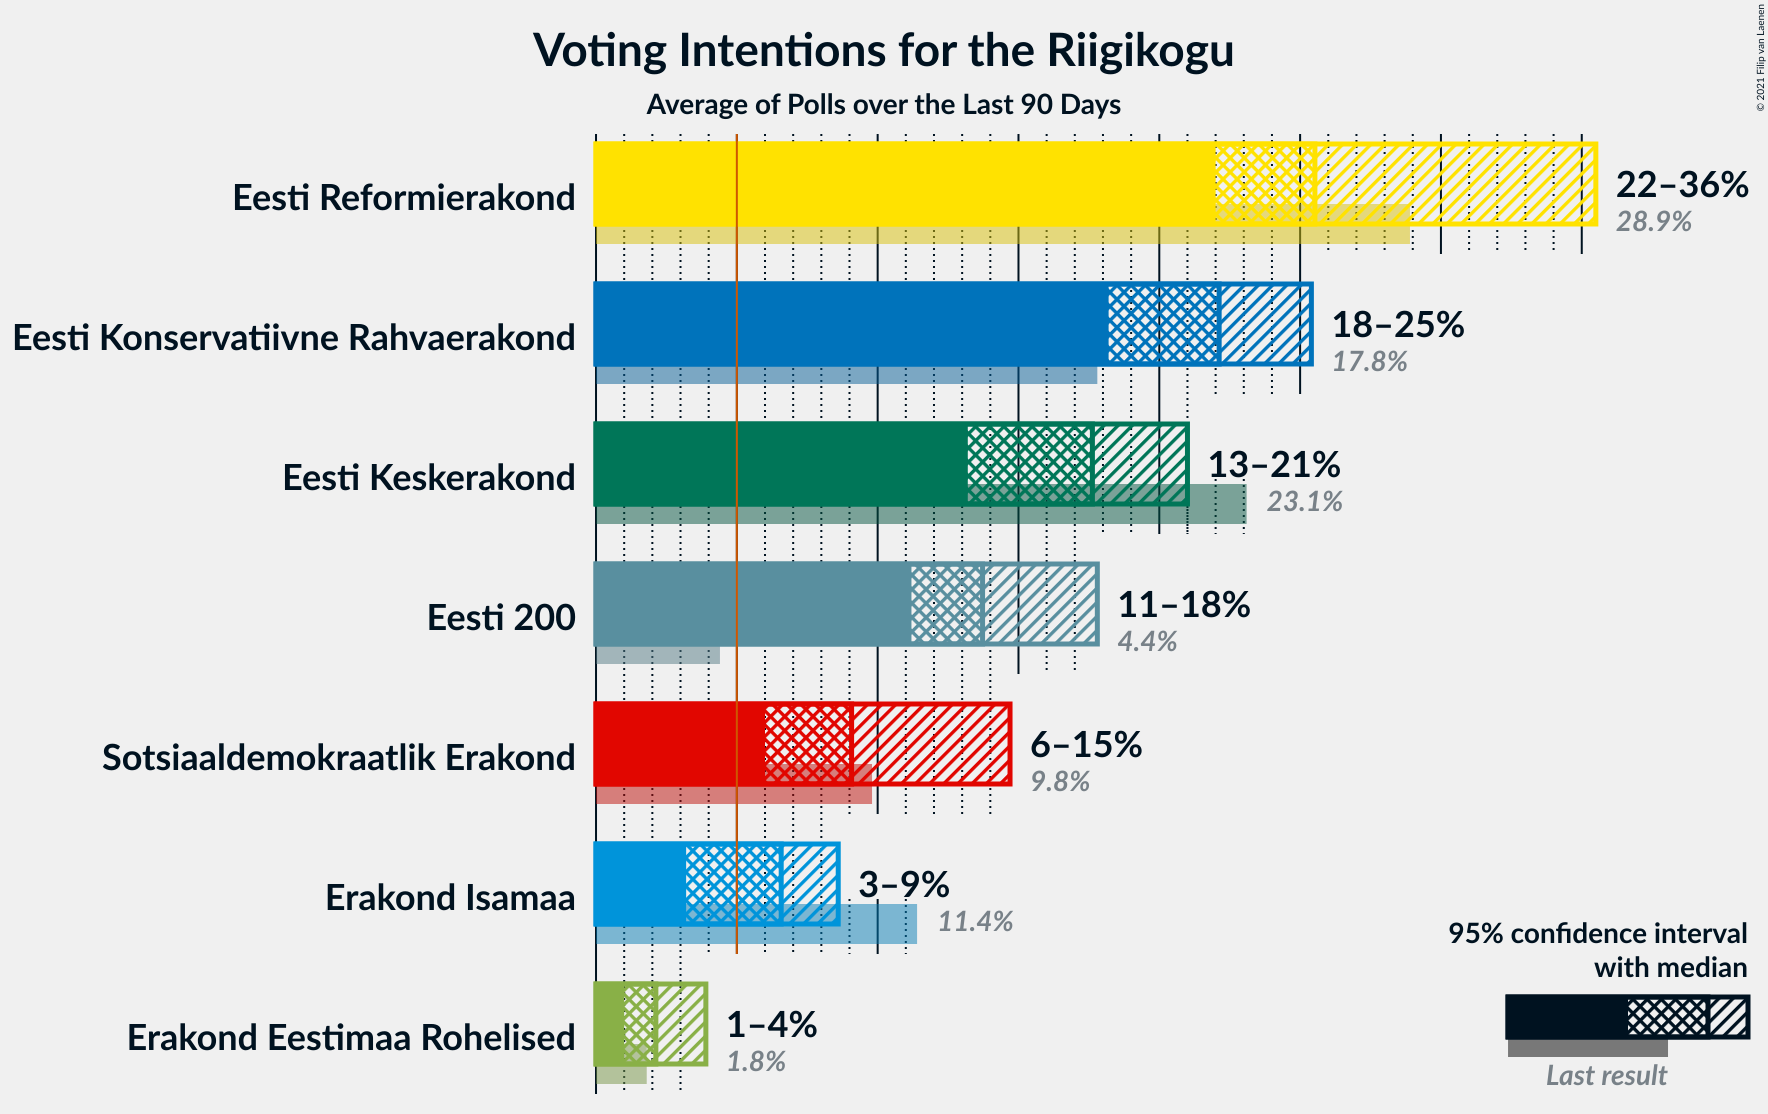 Voting Intentions for the Riigikogu
Average of Polls over the Last 90 Days
© 2021 Filip van Laenen
Eesti Reformierakond
22–36%
28.9%
Eesti Konservatiivne Rahvaerakond
18–25%
17.8%
Eesti Keskerakond
13–21%
23.1%
Eesti 200
11–18%
4.4%
Sotsiaaldemokraatlik Erakond
6–15%
9.8%
Erakond Isamaa
3–9%
11.4%
Erakond Eestimaa Rohelised
1–4%
1.8%
95% confidence interval
with median
Last result